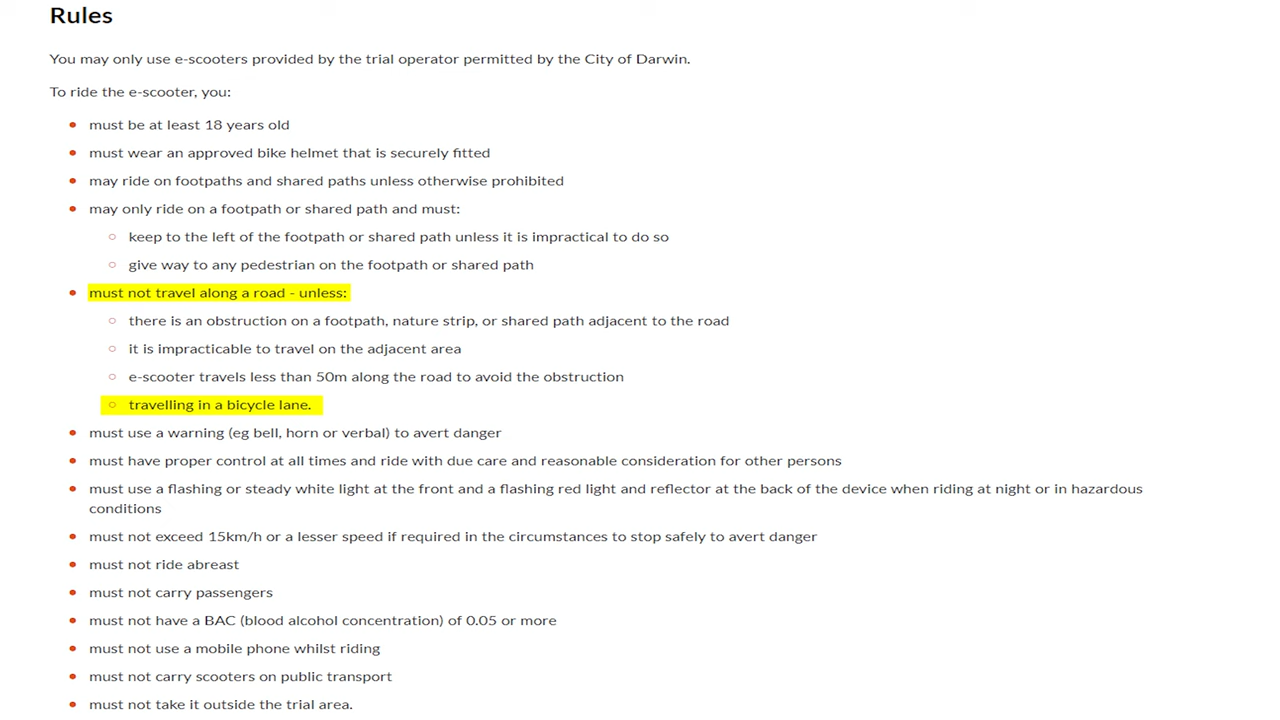 Rules
You may only use e-scooters provided by the trial operator permitted by the City of Darwin.
To ride the e-scooter, you:
must be at least 18 years old
must wear an approved bike helmet that is securely fitted
may ride on footpaths and shared paths unless otherwise prohibited
may only ride on a footpath or shared path and must:
keep to the left of the footpath or shared path unless it is impractical to do so
give way to any pedestrian on the footpath or shared path
must not travel along a road - unless:
there is an obstruction on a footpath, nature strip, or shared path adjacent to the road
it is impracticable to travel on the adjacent area
e-scooter travels less than 50m along the road to avoid the obstruction
travelling in a bicycle lane.
must use a warning (eg bell, horn or verbal) to avert danger
must have proper control at all times and ride with due care and reasonable consideration for other persons
must use a flashing or steady white light at the front and a flashing red light and reflector at the back of the device when riding at night or in hazardous
conditions
must not exceed 15km/h or a lesser speed if required in the circumstances to stop safely to avert danger
must not ride abreast
must not carry passengers
must not have a BAC (blood alcohol concentration) of 0.05 or more
must not use a mobile phone whilst riding
must not carry scooters on public transport
must not take it outside the trial area.